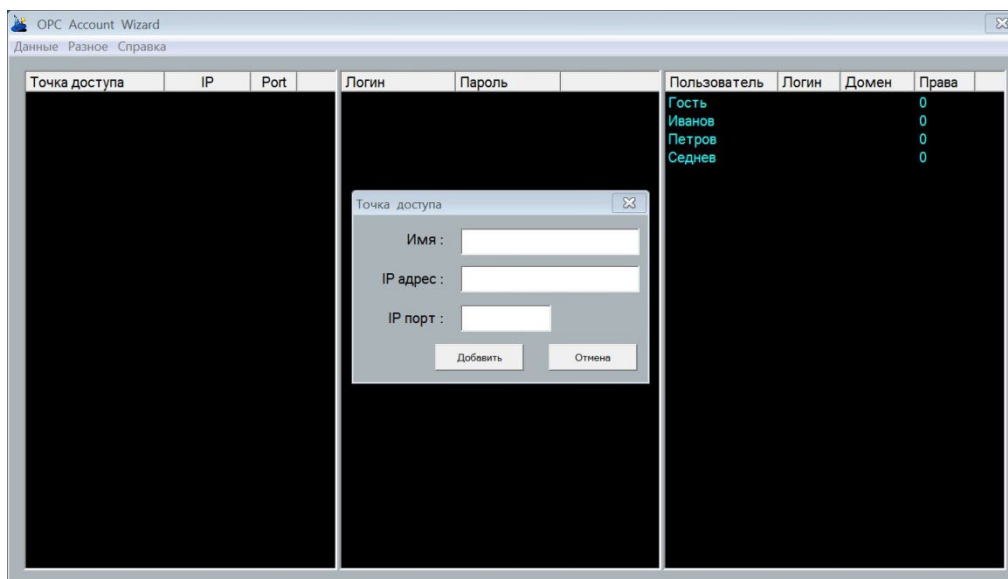 OPC Account Wizard
Данные Разное Справка
Точка доступа IP Port Логин Пароль Пользователь Логин Домен Права
Гость 0
Иванов 0
Петров 0
Седнев 0
Точка доступа
Имя :
IP адрес :
IP порт :
Добавить Отмена